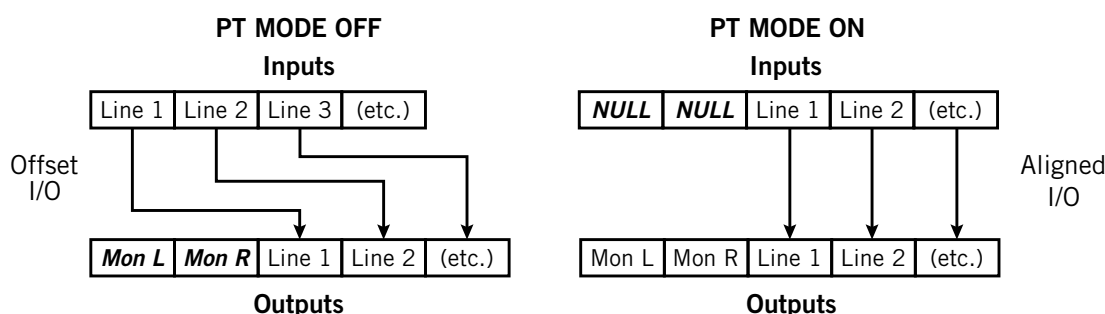 PT MODE OFF
Inputs
Line 1 Line 2 Line 3 (etc.)
Offset
I/O
Mon L Mon R Line 1 Line 2 (etc.)
Outputs
PT MODE ON
Inputs
NULL NULL Line 1 Line 2 (etc.)
Aligned
I/O
Mon L Mon R Line 1 Line 2 (etc.)
Outputs